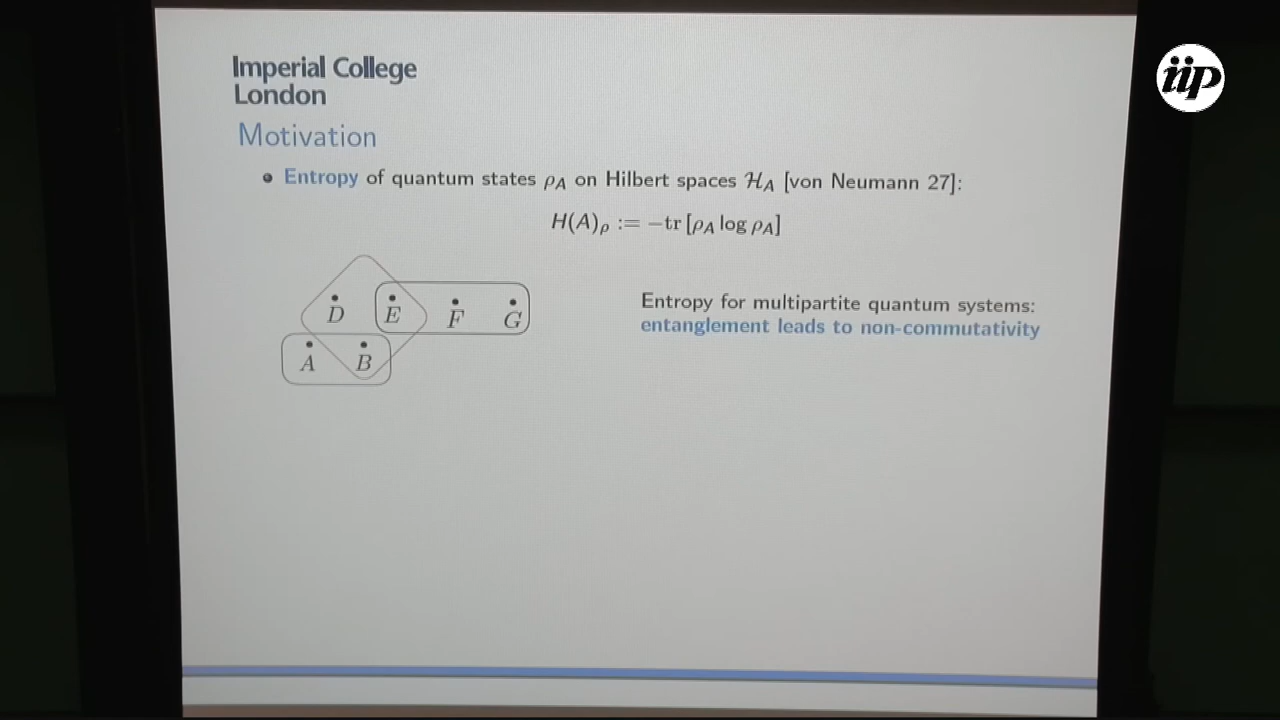 Imperial College
London
iip
Motivation
Entropy of quantum states ρ_A on Hilbert spaces ℋ_A [von Neumann 27]:
H(A)_ρ := −tr [ρ_A log ρ_A]
D E F G
A B
Entropy for multipartite quantum systems:
entanglement leads to non-commutativity